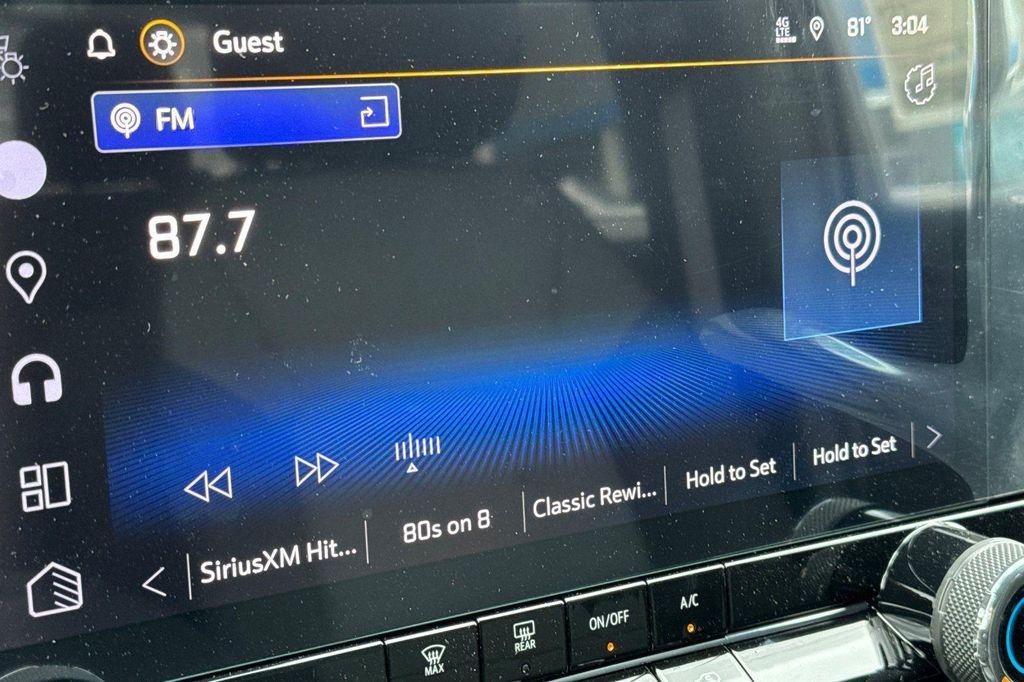 Guest
4G
LTE
81° 3:04
FM
87.7
SiriusXM Hit... 80s on 8 Classic Rewi... Hold to Set Hold to Set
MAX
REAR
ON/OFF
A/C